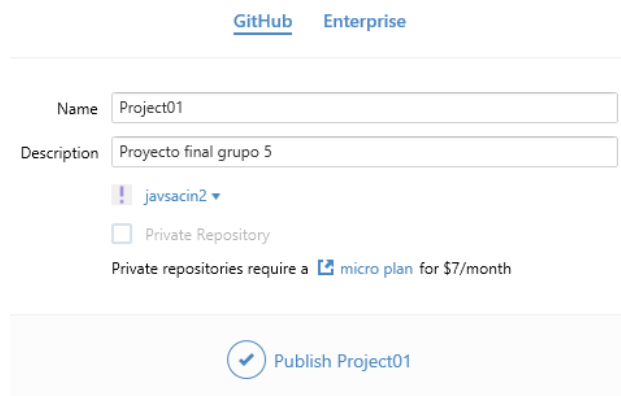 GitHub Enterprise
Name Project01
Description Proyecto final grupo 5
javsacin2
Private Repository
Private repositories require a micro plan for $7/month
Publish Project01